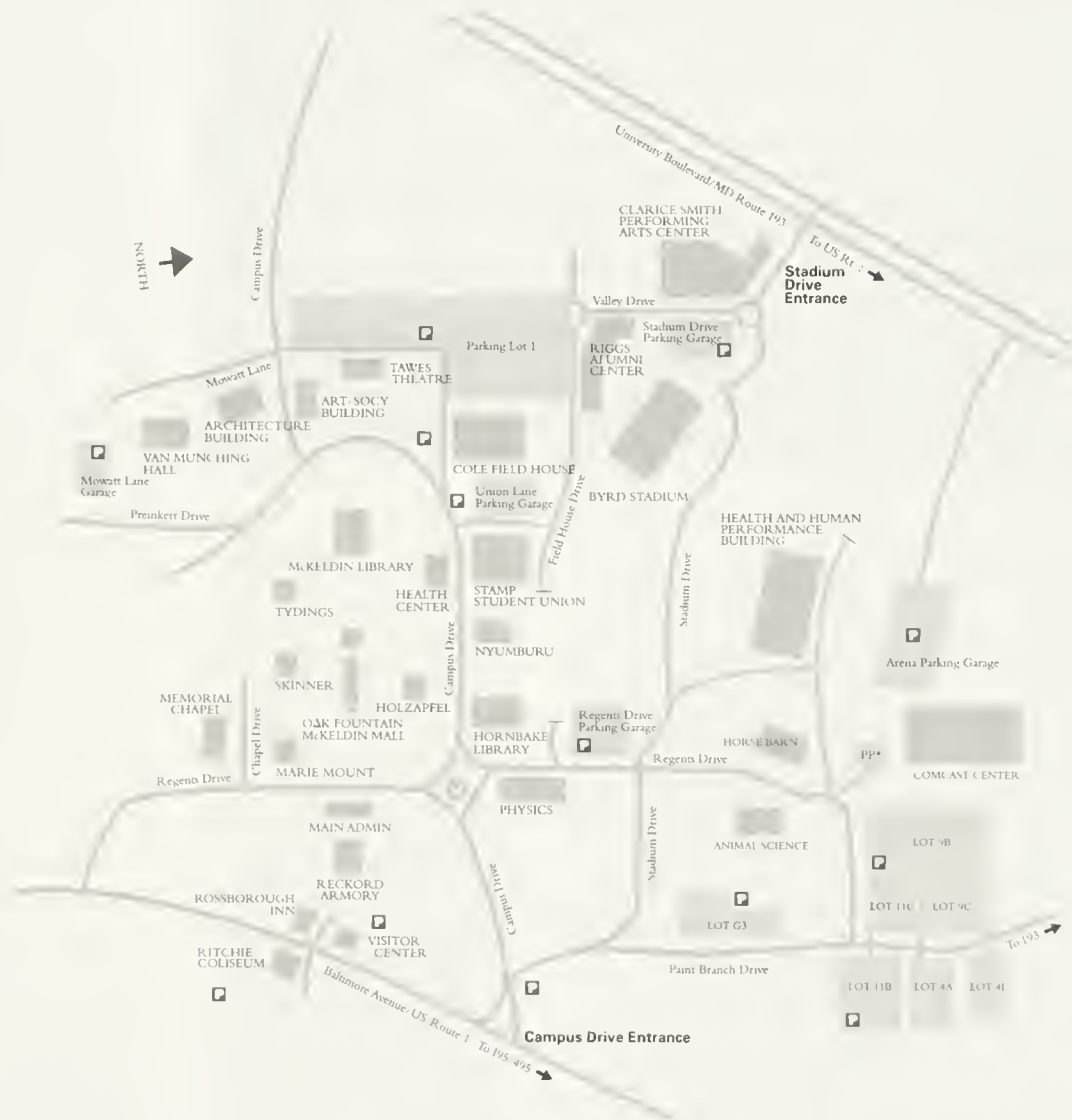 University Boulevard/MD Route 193
To US Rt.
Stadium
Drive
Entrance
CLARICE SMITH
PERFORMING
ARTS CENTER
NORTH
Campus Drive
Valley Drive
Stadium Drive
Parking Garage
Parking Lot 1
RIGGS
ALUMNI
CENTER
TAWES
THEATRE
Mowatt Lane
ART-SOCY
BUILDING
ARCHITECTURE
BUILDING
VAN MUNCHING
HALL
Mowatt Lane
Garage
COLE FIELD HOUSE
Union Lane
Parking Garage
Field House Drive
BYRD STADIUM
Preinkert Drive
HEALTH AND HUMAN
PERFORMANCE
BUILDING
McKELDIN LIBRARY
HEALTH
CENTER
STAMP
STUDENT UNION
TYDINGS
Stadium Drive
Campus Drive
NYUMBURU
Arena Parking Garage
SKINNER
HOLZAPFEL
MEMORIAL
CHAPEL
Chapel Drive
OAK FOUNTAIN
McKELDIN MALL
HORNBAKE
LIBRARY
Regents Drive
Parking Garage
HORSE BARN
PP*
COMCAST CENTER
MARIE MOUNT
Regents Drive
Regents Drive
PHYSICS
MAIN ADMIN
Stadium Drive
ANIMAL SCIENCE
LOT 9B
RECKORD
ARMORY
Campus Drive
ROSSBOROUGH
INN
LOT G3
LOT 11C
LOT 9C
To 193
VISITOR
CENTER
RITCHIE
COLISEUM
Baltimore Avenue/US Route 1
To I95-495
Paint Branch Drive
LOT 11B
LOT 4A
Campus Drive Entrance